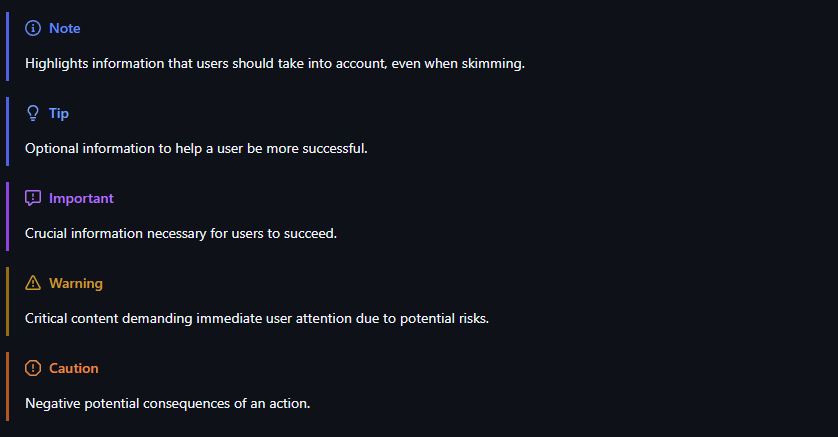 Note
Highlights information that users should take into account, even when skimming.
Tip
Optional information to help a user be more successful.
Important
Crucial information necessary for users to succeed.
Warning
Critical content demanding immediate user attention due to potential risks.
Caution
Negative potential consequences of an action.